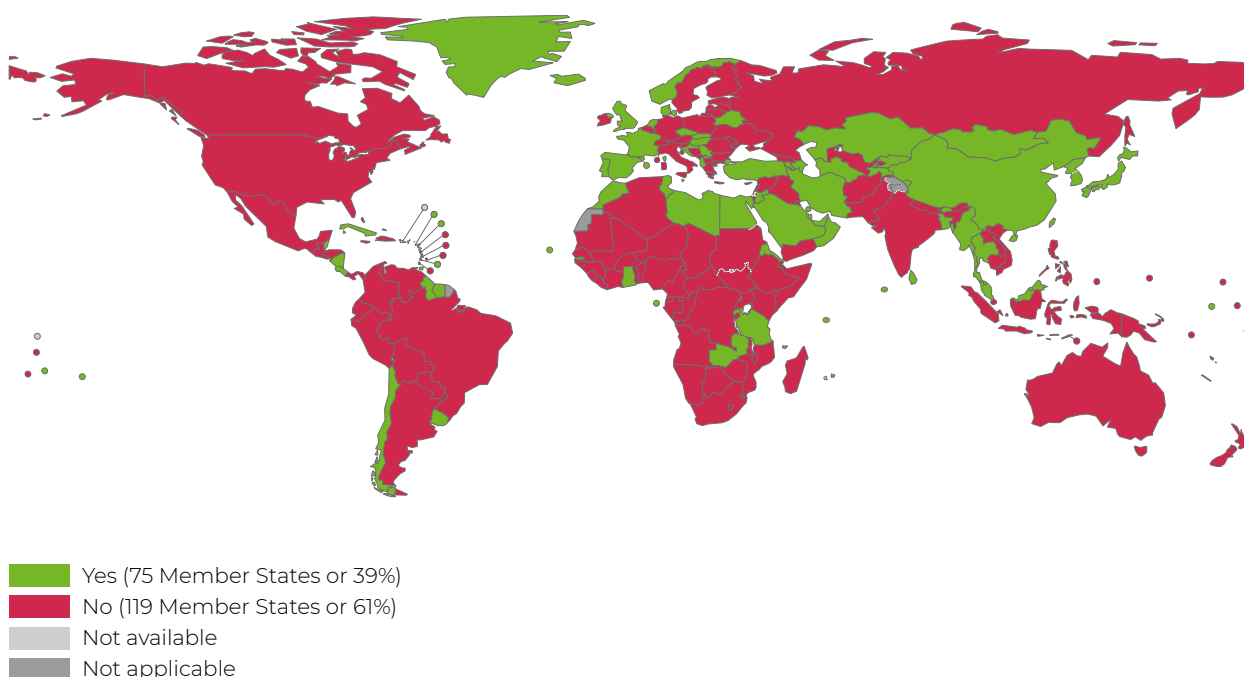 Yes (75 Member States or 39%)
No (119 Member States or 61%)
Not available
Not applicable